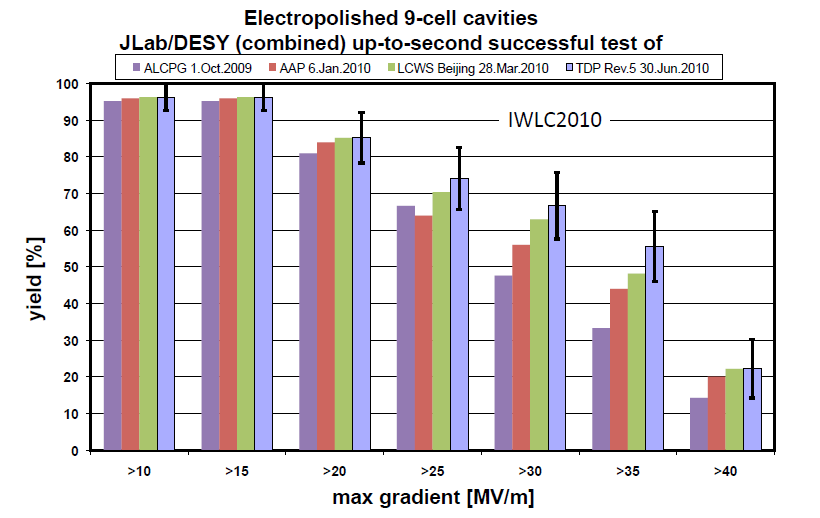 Electropolished 9-cell cavities
JLab/DESY (combined) up-to-second successful test of
ALCPG 1.Oct.2009 AAP 6.Jan.2010 LCWS Beijing 28.Mar.2010 TDP Rev.5 30.Jun.2010
IWLC2010
yield [%]
100
90
80
70
60
50
40
30
20
10
0
>10 >15 >20 >25 >30 >35 >40
max gradient [MV/m]